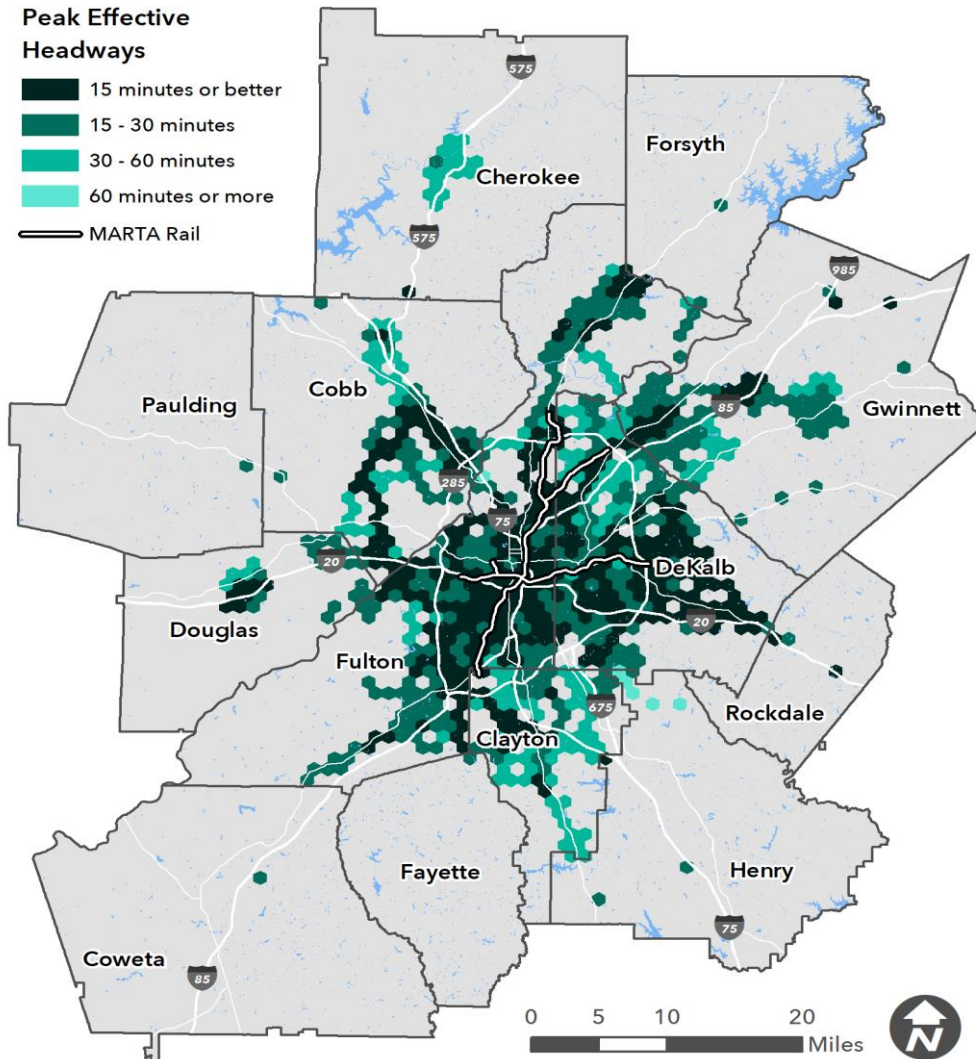 Peak Effective
Headways
15 minutes or better
15 - 30 minutes
30 - 60 minutes
60 minutes or more
MARTA Rail
575
Forsyth
Cherokee
575
985
Cobb
Paulding
85
Gwinnett
285
75
20
DeKalb
20
Douglas
Fulton
675
Rockdale
Clayton
Fayette
Henry
75
Coweta
85
0 5 10 20
Miles
N